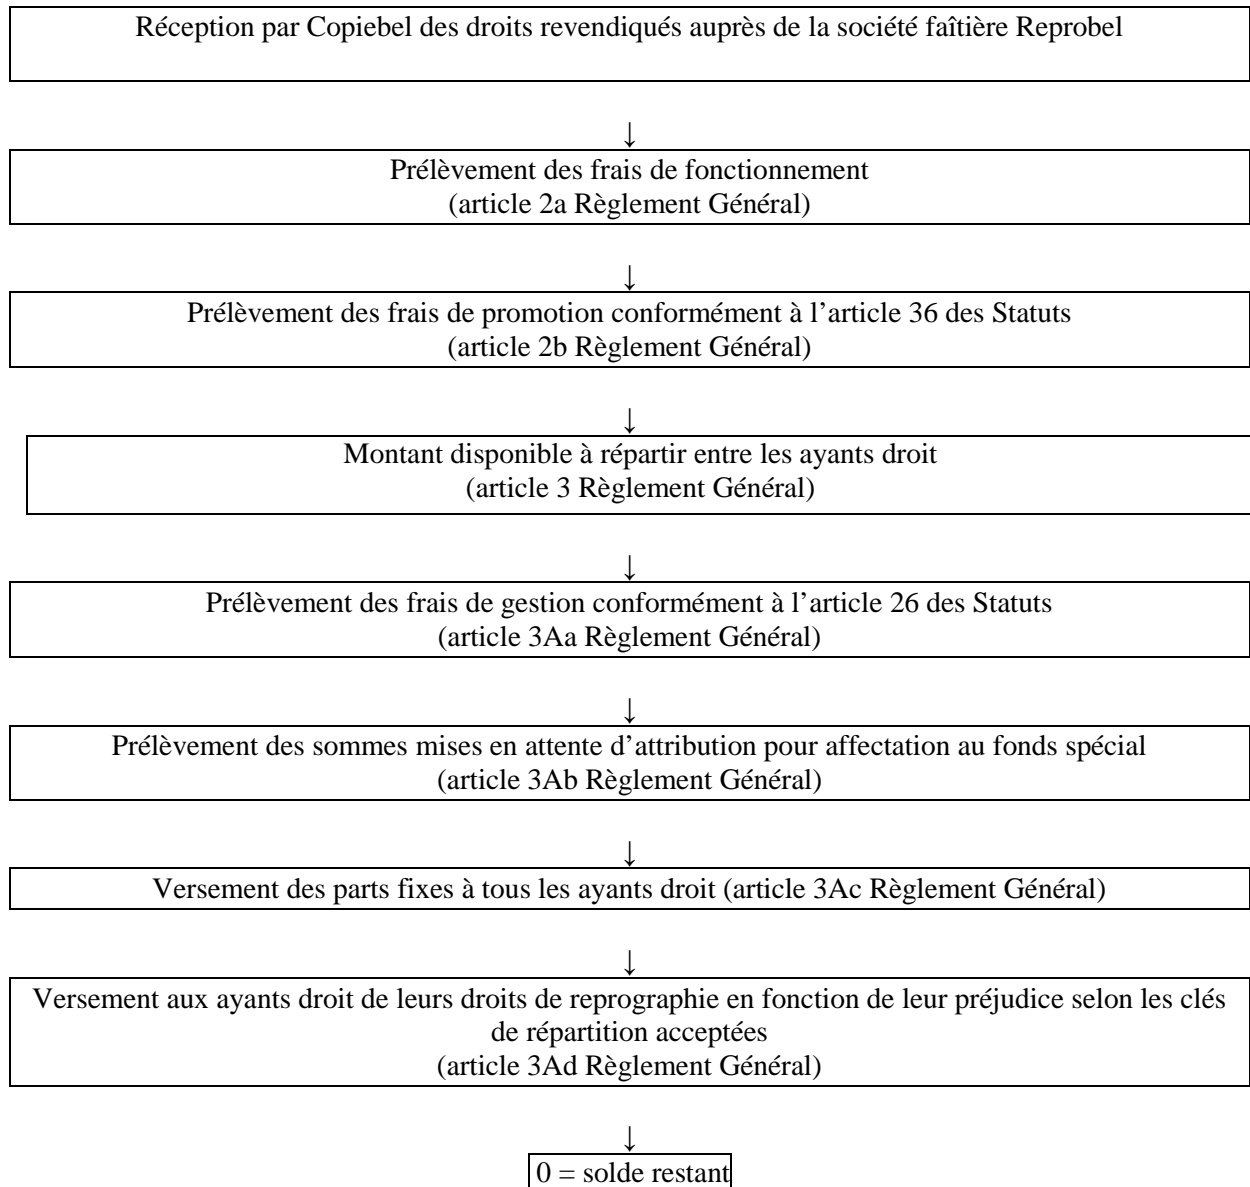 Réception par Copiebel des droits revendiqués auprès de la société faîtière Reprobel
↓
Prélèvement des frais de fonctionnement
(article 2a Règlement Général)
↓
Prélèvement des frais de promotion conformément à l’article 36 des Statuts
(article 2b Règlement Général)
↓
Montant disponible à répartir entre les ayants droit
(article 3 Règlement Général)
↓
Prélèvement des frais de gestion conformément à l’article 26 des Statuts
(article 3Aa Règlement Général)
↓
Prélèvement des sommes mises en attente d’attribution pour affectation au fonds spécial
(article 3Ab Règlement Général)
↓
Versement des parts fixes à tous les ayants droit (article 3Ac Règlement Général)
↓
Versement aux ayants droit de leurs droits de reprographie en fonction de leur préjudice selon les clés
de répartition acceptées
(article 3Ad Règlement Général)
↓
0 = solde restant